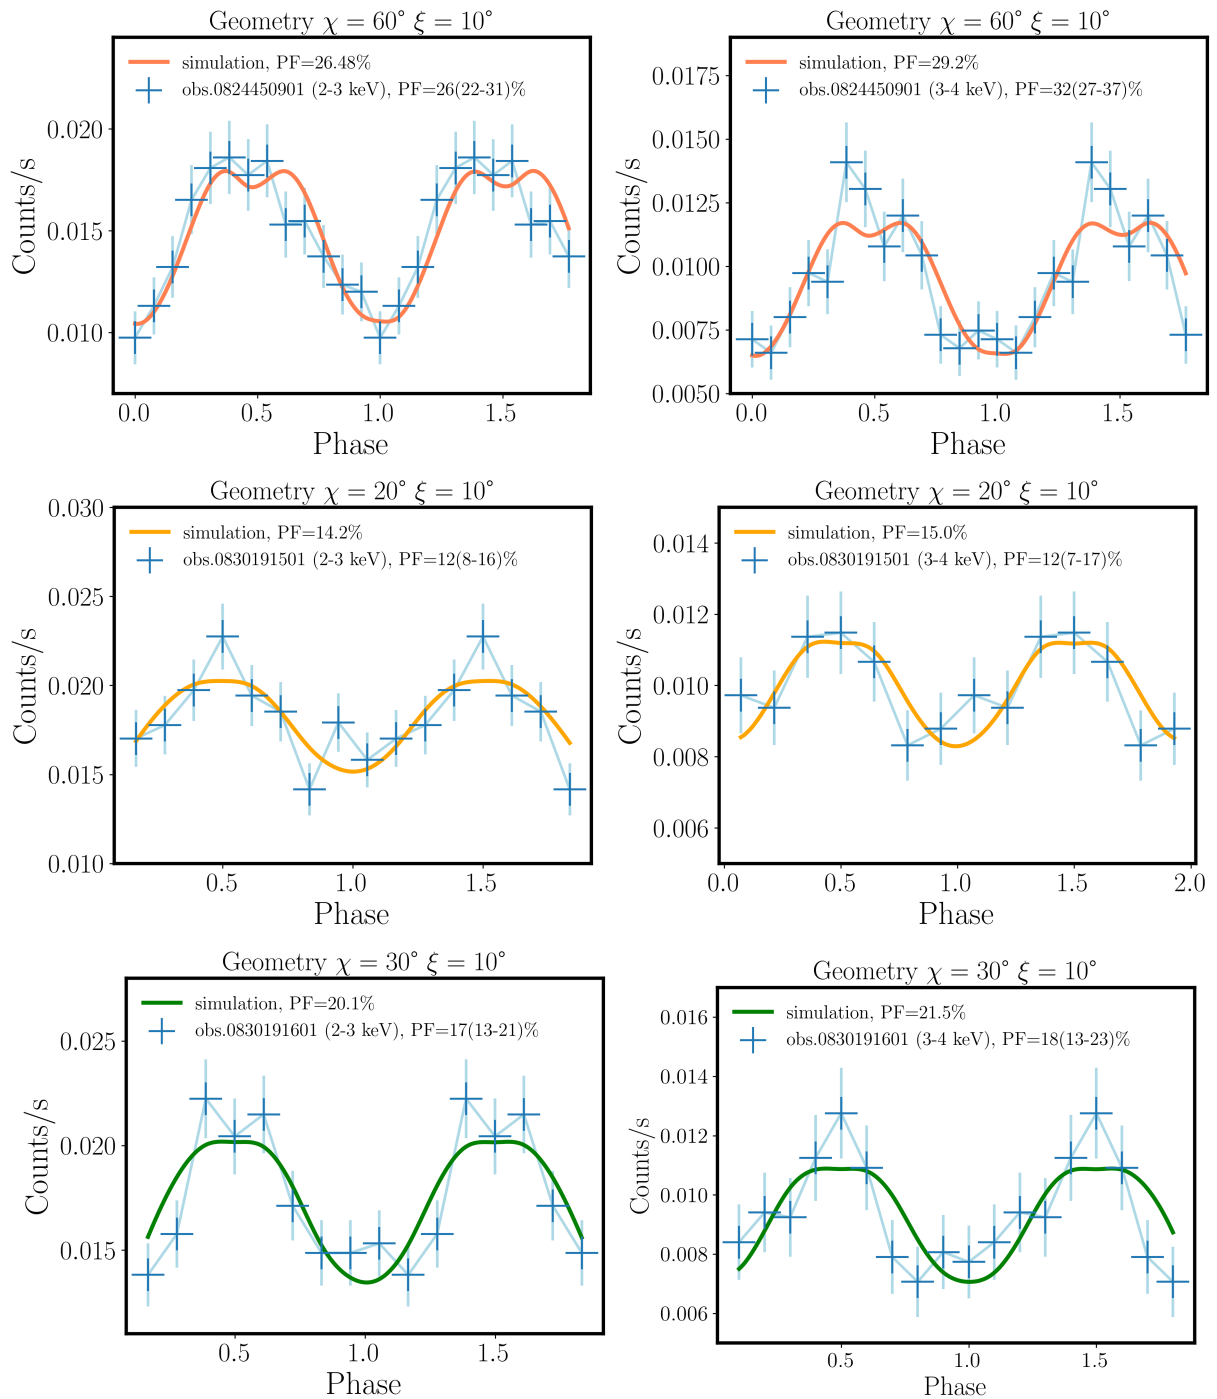 Geometry χ = 60° ξ = 10°
simulation, PF=26.48%
obs.0824450901 (2-3 keV), PF=26(22-31)%
0.020
0.015
0.010
Counts/s
0.0 0.5 1.0 1.5
Phase
Geometry χ = 60° ξ = 10°
simulation, PF=29.2%
obs.0824450901 (3-4 keV), PF=32(27-37)%
0.0175
0.0150
0.0125
0.0100
0.0075
0.0050
Counts/s
0.0 0.5 1.0 1.5
Phase
Geometry χ = 20° ξ = 10°
simulation, PF=14.2%
obs.0830191501 (2-3 keV), PF=12(8-16)%
0.030
0.025
0.020
0.015
0.010
Counts/s
0.5 1.0 1.5
Phase
Geometry χ = 20° ξ = 10°
simulation, PF=15.0%
obs.0830191501 (3-4 keV), PF=12(7-17)%
0.014
0.012
0.010
0.008
0.006
Counts/s
0.0 0.5 1.0 1.5 2.0
Phase
Geometry χ = 30° ξ = 10°
simulation, PF=20.1%
obs.0830191601 (2-3 keV), PF=17(13-21)%
0.025
0.020
0.015
Counts/s
0.5 1.0 1.5
Phase
Geometry χ = 30° ξ = 10°
simulation, PF=21.5%
obs.0830191601 (3-4 keV), PF=18(13-23)%
0.016
0.014
0.012
0.010
0.008
0.006
Counts/s
0.5 1.0 1.5
Phase